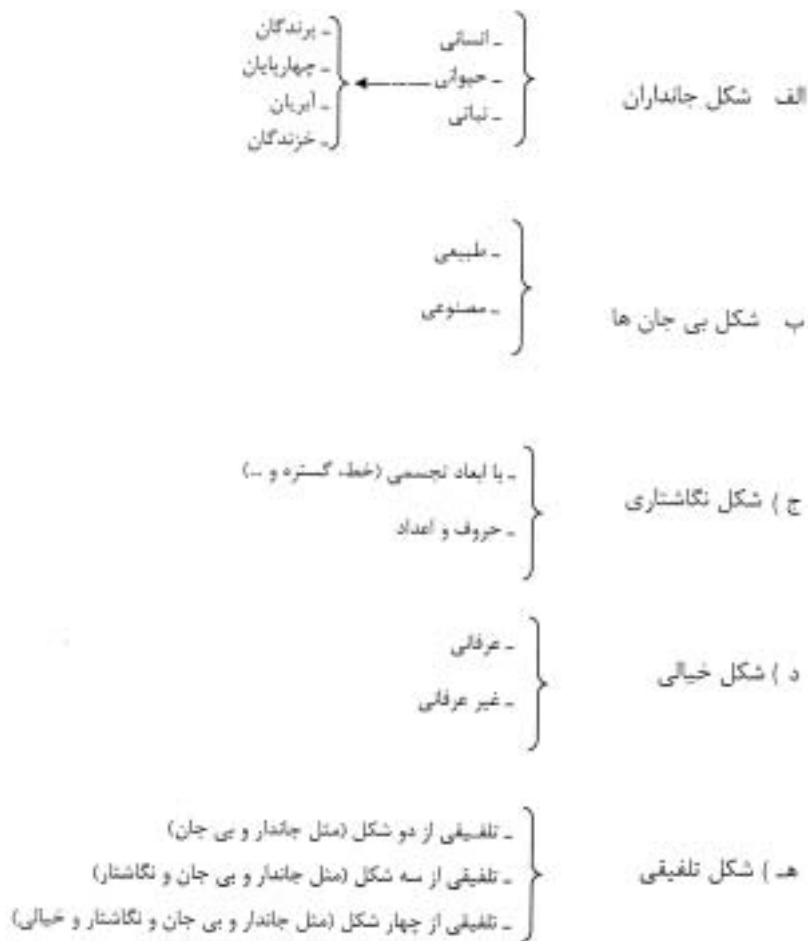 الف شکل جانداران
ـ انسانی
ـ حیوانی
ـ نباتی
ـ پرندگان
ـ چهارپایان
ـ آبزیان
ـ خزندگان
ب شکل بی جان ها
ـ طبیعی
ـ مصنوعی
ج ) شکل نگاشتاری
ـ با ابعاد تجسمی (خط، گستره و ...)
ـ حروف و اعداد
د ) شکل خیالی
ـ عرفانی
ـ غیر عرفانی
هـ ) شکل تلفیقی
ـ تلفیقی از دو شکل (مثل جاندار و بی جان)
ـ تلفیقی از سه شکل (مثل جاندار و بی جان و نگاشتار)
ـ تلفیقی از چهار شکل (مثل جاندار و بی جان و نگاشتار و خیالی)